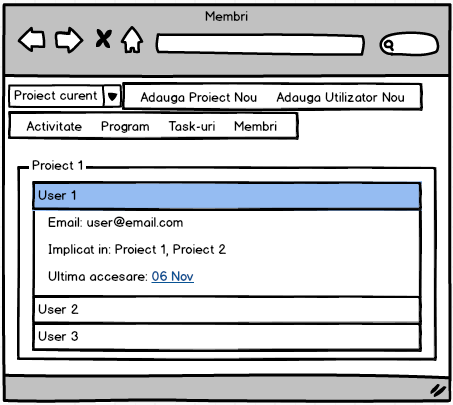 Membri
Proiect curent
Adauga Proiect Nou Adauga Utilizator Nou
Activitate Program Task-uri Membri
Proiect 1
User 1
Email: user@email.com
Implicat in: Proiect 1, Proiect 2
Ultima accesare: 06 Nov
User 2
User 3